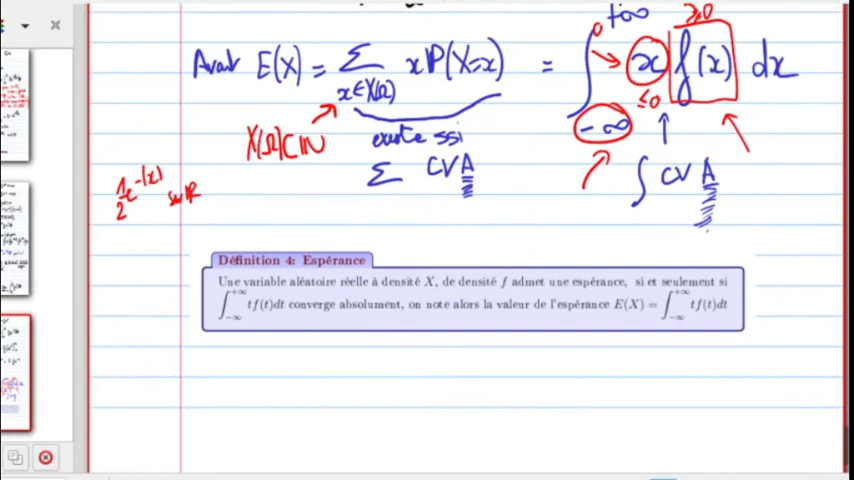 ≥0
0 +∞
Avant E(X) = ∑ x P(X=x) = ∫ x f(x) dx
x∈X(Ω)
≤0
-∞
X(Ω)⊂ℕ existe ssi
∑ CVA ∫ CVA
1/2 e^-|x| sur ℝ
Définition 4: Espérance
Une variable aléatoire réelle à densité X, de densité f admet une espérance, si et seulement si
∫_{-∞}^{+∞} tf(t)dt converge absolument, on note alors la valeur de l'espérance E(X) = ∫_{-∞}^{+∞} tf(t)dt